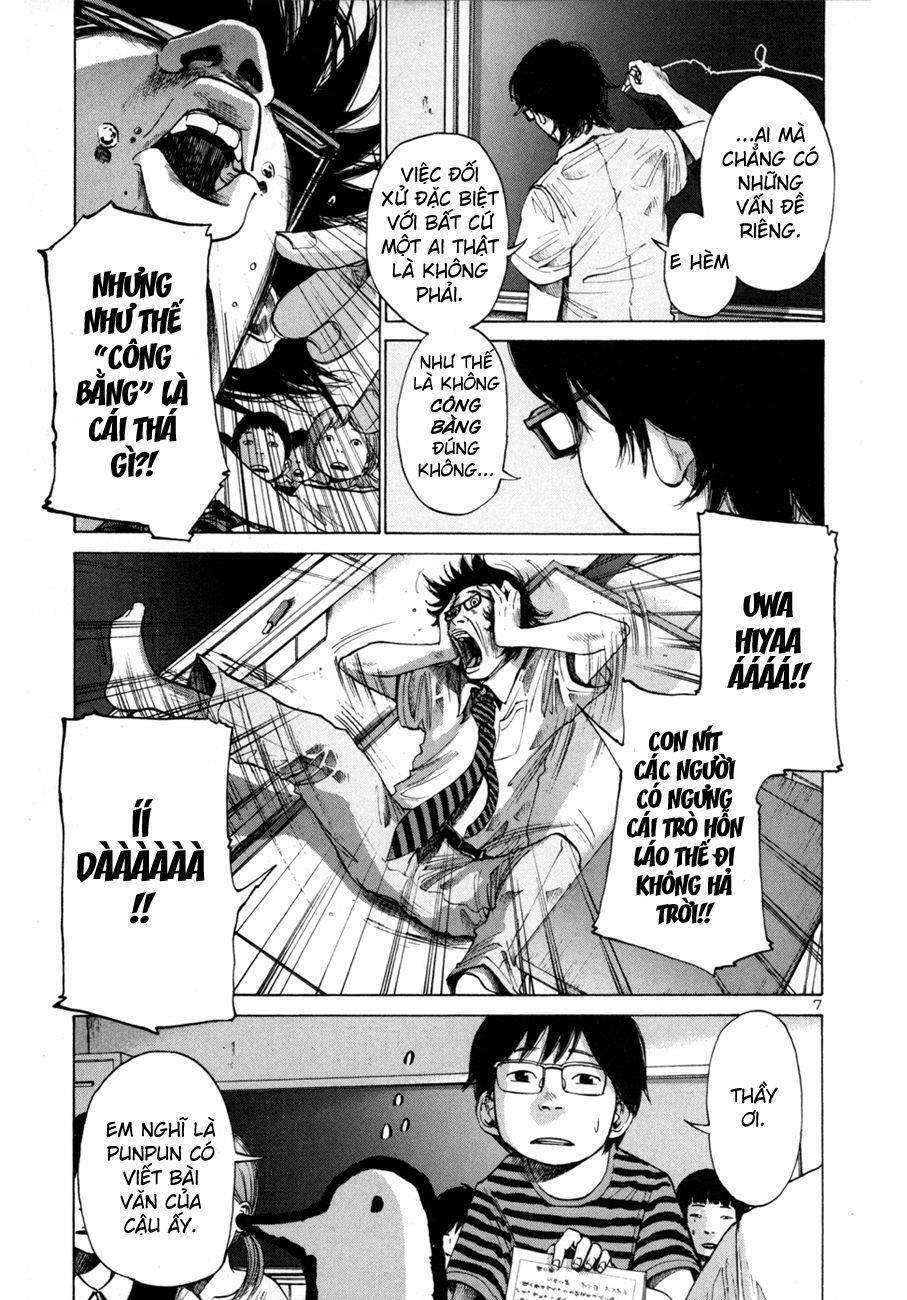 ...AI MÀ
CHẲNG CÓ
NHỮNG
VẤN ĐỀ
RIÊNG.
E HÈM
VIỆC ĐỐI
XỬ ĐẶC BIỆT
VỚI BẤT CỨ
MỘT AI THẬT
LÀ KHÔNG
PHẢI.
NHƯ THẾ
LÀ KHÔNG
CÔNG
BẰNG
ĐÚNG
KHÔNG...
NHƯNG
NHƯ THẾ
“CÔNG
BẰNG” LÀ
CÁI THÁ
GÌ?!
UWA
HIYAA
ÁÁÁÁ!!
CON NÍT
CÁC NGƯỜI
CÓ NGƯNG
CÁI TRÒ HỖN
LÁO THẾ ĐI
KHÔNG HẢ
TRỜI!!
ÍÍ
DÀÀÀÀÀÀ
!!
7
THẦY
ƠI.
EM NGHĨ LÀ
PUNPUN CÓ
VIẾT BÀI
VĂN CỦA
CẬU ẤY.